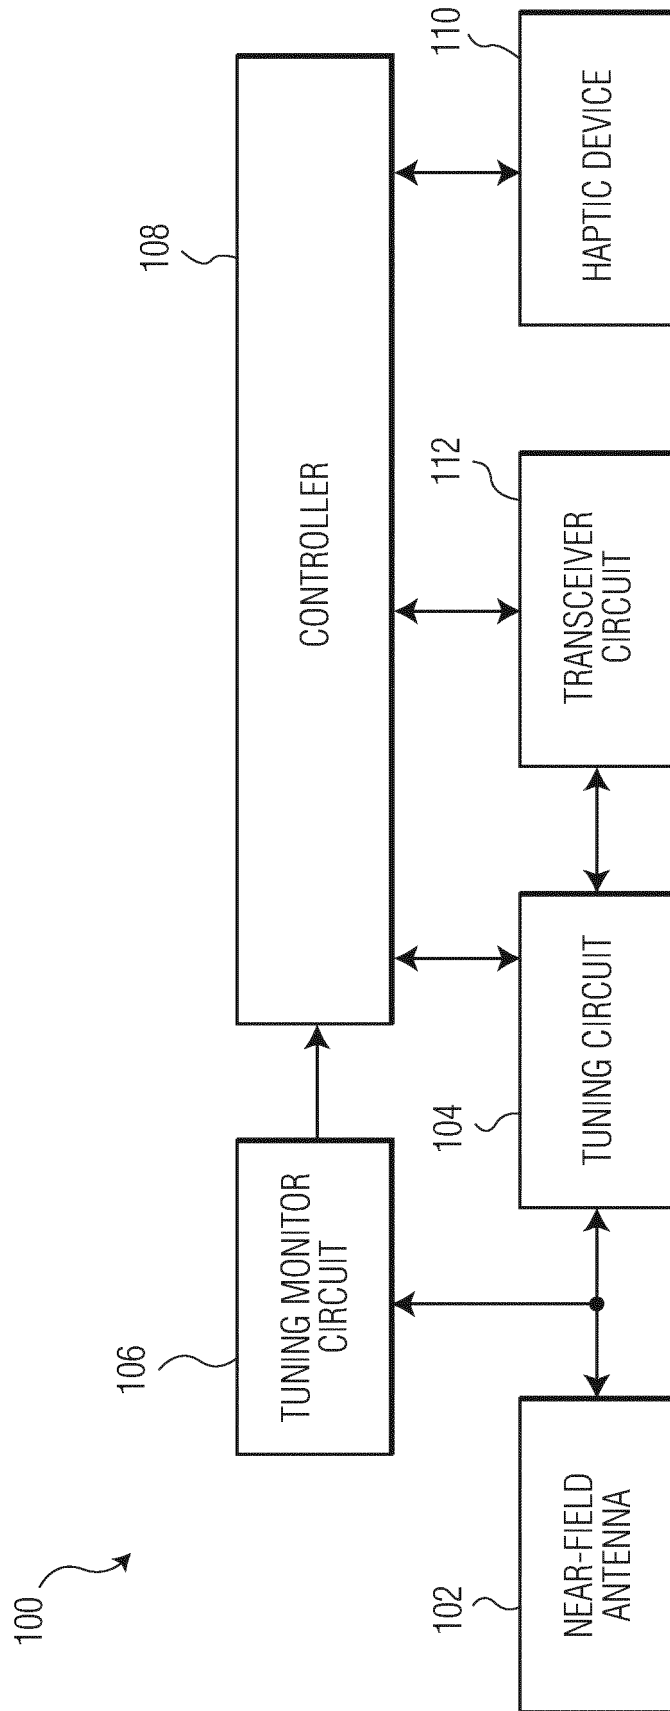 100
106
TUNING MONITOR
CIRCUIT
108
CONTROLLER
102
NEAR-FIELD
ANTENNA
104
TUNING CIRCUIT
112
TRANSCEIVER
CIRCUIT
110
HAPTIC DEVICE